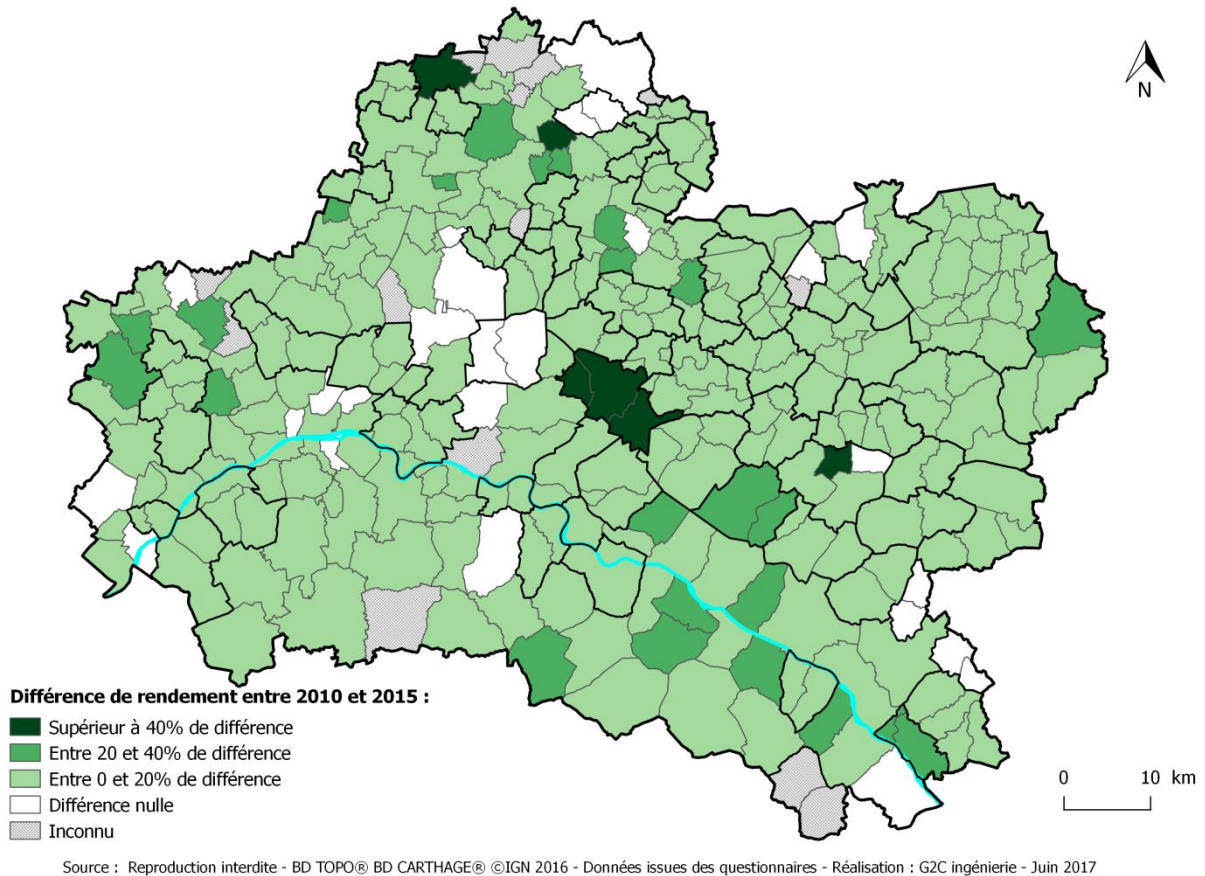 N
Différence de rendement entre 2010 et 2015 :
Supérieur à 40% de différence
Entre 20 et 40% de différence
Entre 0 et 20% de différence
Différence nulle
Inconnu
0 10 km
Source : Reproduction interdite - BD TOPO® BD CARTHAGE® ©IGN 2016 - Données issues des questionnaires - Réalisation : G2C ingénierie - Juin 2017